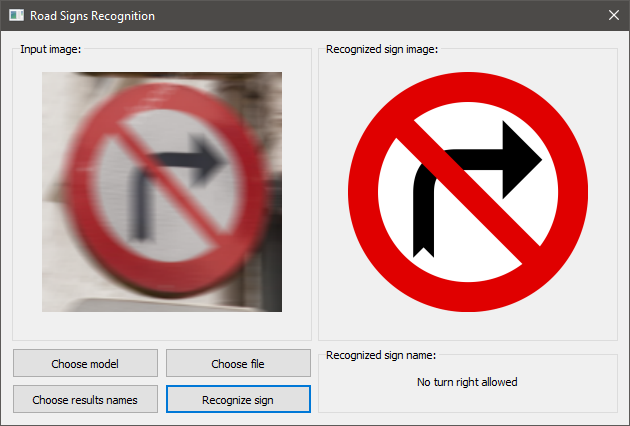 Road Signs Recognition
Input image:
Recognized sign image:
Choose model
Choose file
Choose results names
Recognize sign
Recognized sign name:
No turn right allowed